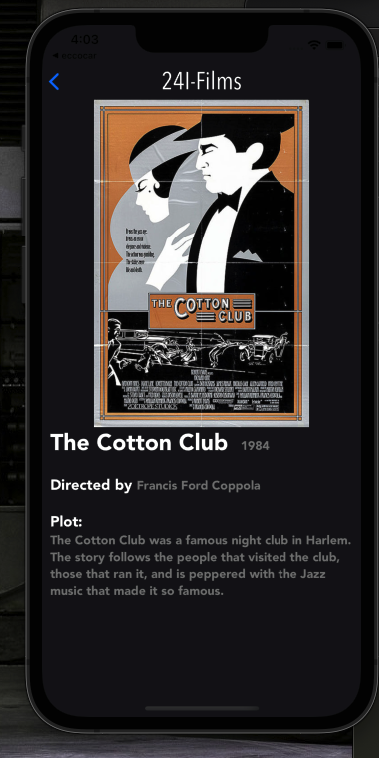 4:03
24I-Films
THE COTTON
CLUB
The Cotton Club 1984
Directed by Francis Ford Coppola
Plot:
The Cotton Club was a famous night club in Harlem.
The story follows the people that visited the club,
those that ran it, and is peppered with the Jazz
music that made it so famous.